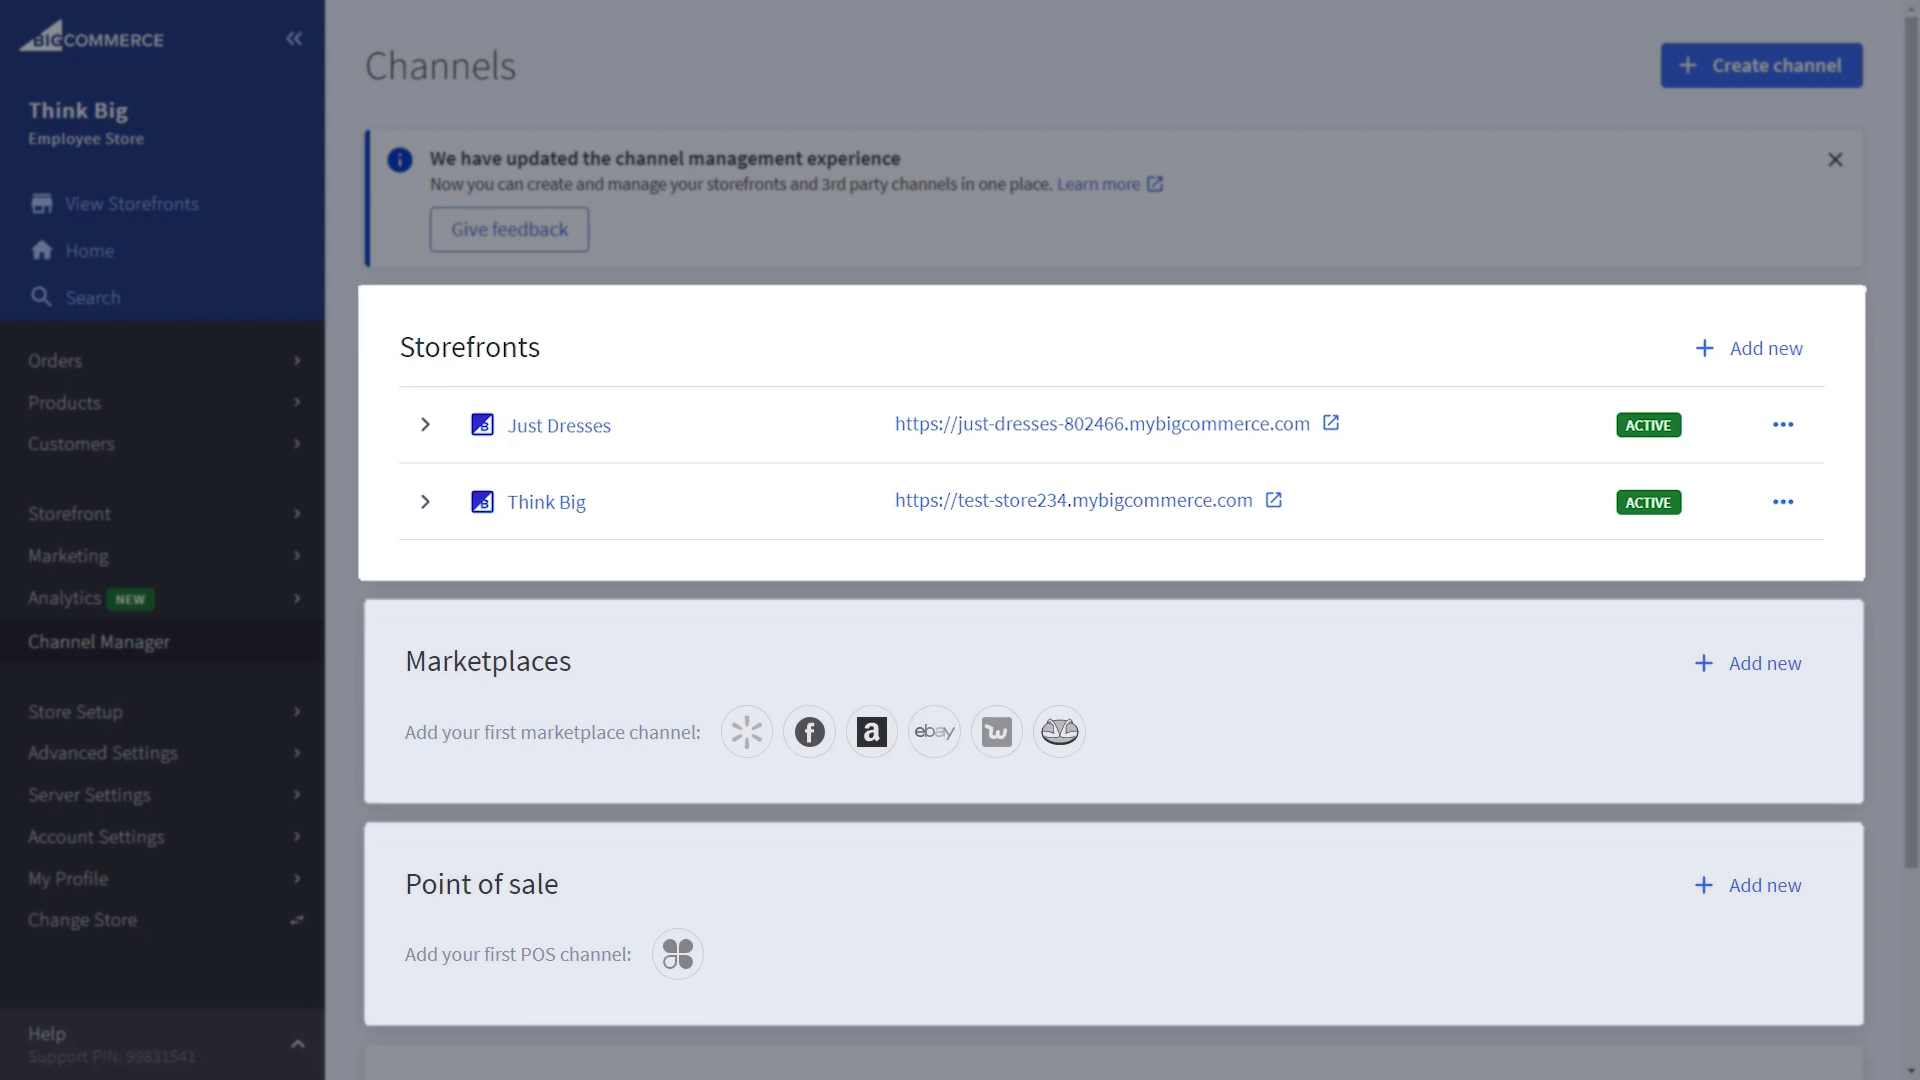 BIGCOMMERCE
Think Big
Employee Store
View Storefronts
Home
Search
Orders
Products
Customers
Storefront
Marketing
Analytics NEW
Channel Manager
Store Setup
Advanced Settings
Server Settings
Account Settings
My Profile
Change Store
Help
Support PIN: 99831541
Channels
+ Create channel
We have updated the channel management experience
Now you can create and manage your storefronts and 3rd party channels in one place. Learn more
Give feedback
Storefronts
+ Add new
B Just Dresses https://just-dresses-802466.mybigcommerce.com ACTIVE
B Think Big https://test-store234.mybigcommerce.com ACTIVE
Marketplaces
+ Add new
Add your first marketplace channel: f a ebay w
Point of sale
+ Add new
Add your first POS channel: